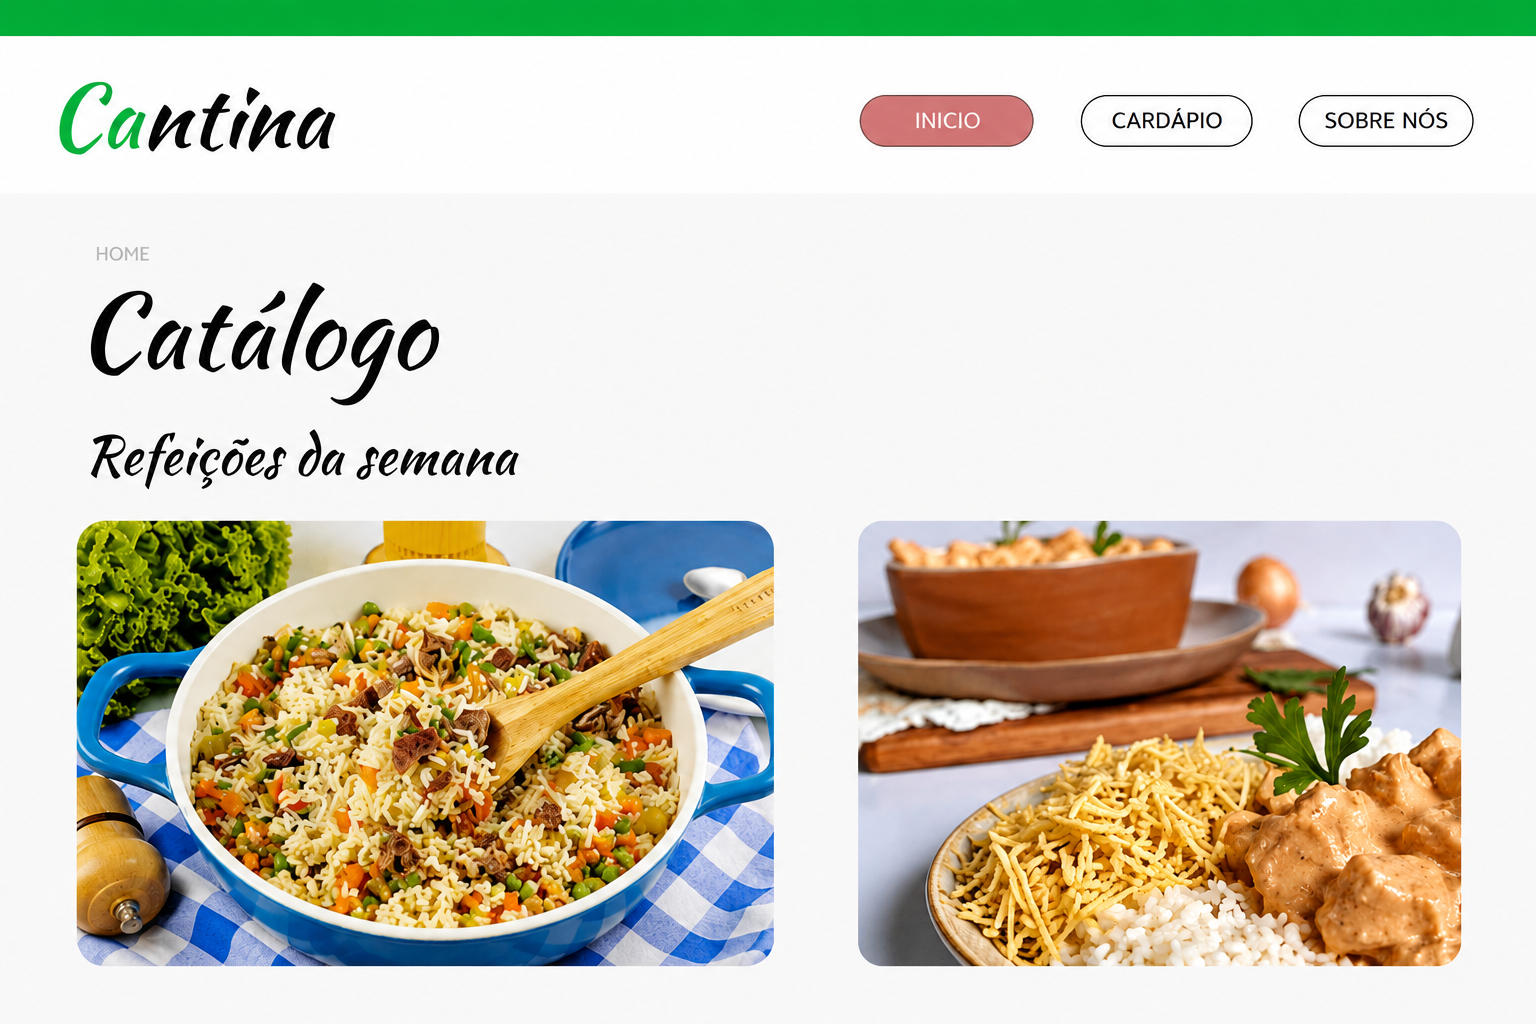 Cantina
INICIO
CARDÁPIO
SOBRE NÓS
HOME
Catálogo
Refeições da semana